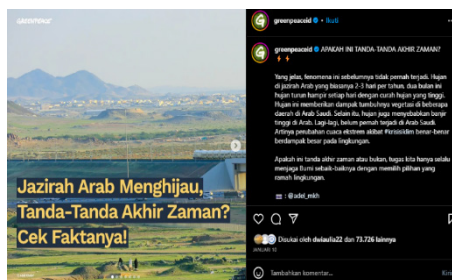 GREENPEACE
Jazirah Arab Menghijau,
Tanda-Tanda Akhir Zaman?
Cek Faktanya!
greenpeaceid • Ikuti
greenpeaceid APAKAH INI TANDA-TANDA AKHIR ZAMAN?
Yang jelas, fenomena ini sebelumnya tidak pernah terjadi. Hujan
di jazirah Arab yang biasanya 2-3 hari per tahun, dua bulan ini
hujan turun hampir setiap hari dengan curah hujan yang tinggi.
Hujan ini memberikan dampak tumbuhnya vegetasi di beberapa
daerah di Arab Saudi. Selain itu, hujan juga menyebabkan banjir
tinggi di Arab. Lagi-lagi, belum pernah terjadi di Arab Saudi.
Artinya perubahan cuaca ekstrem akibat #krisisiklim benar-benar
berdampak besar pada lingkungan.
Apakah ini tanda akhir zaman atau bukan, tugas kita hanya selalu
menjaga Bumi sebaik-baiknya dengan memilih pilihan yang
ramah lingkungan.
: @adel_mkh
Disukai oleh dwiaulia22 dan 73.726 lainnya
Tambahkan komentar...